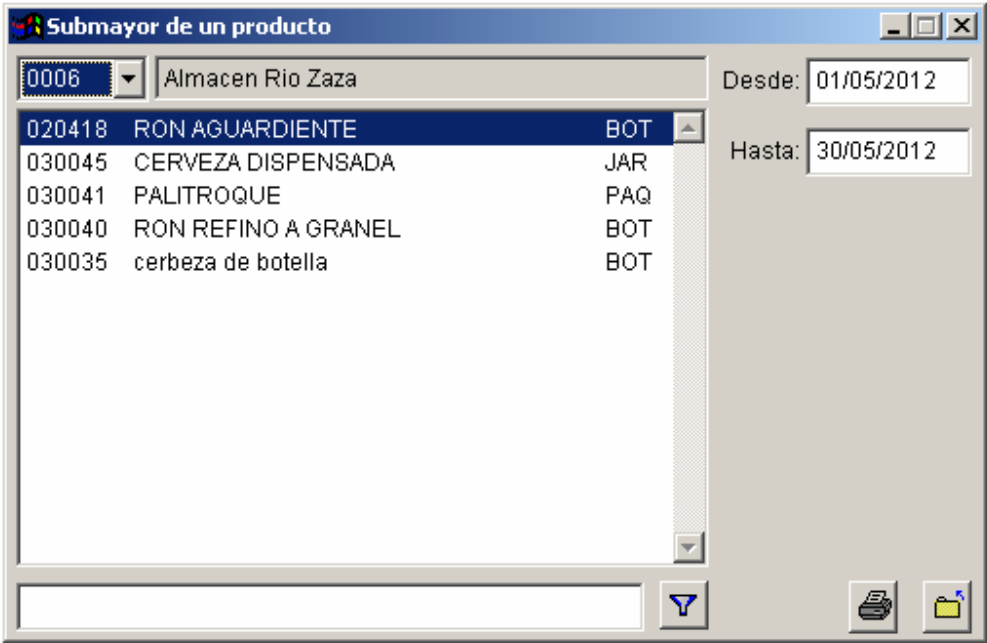 Submayor de un producto
0006 Almacen Rio Zaza Desde: 01/05/2012
Hasta: 30/05/2012
020418 RON AGUARDIENTE BOT
030045 CERVEZA DISPENSADA JAR
030041 PALITROQUE PAQ
030040 RON REFINO A GRANEL BOT
030035 cerbeza de botella BOT